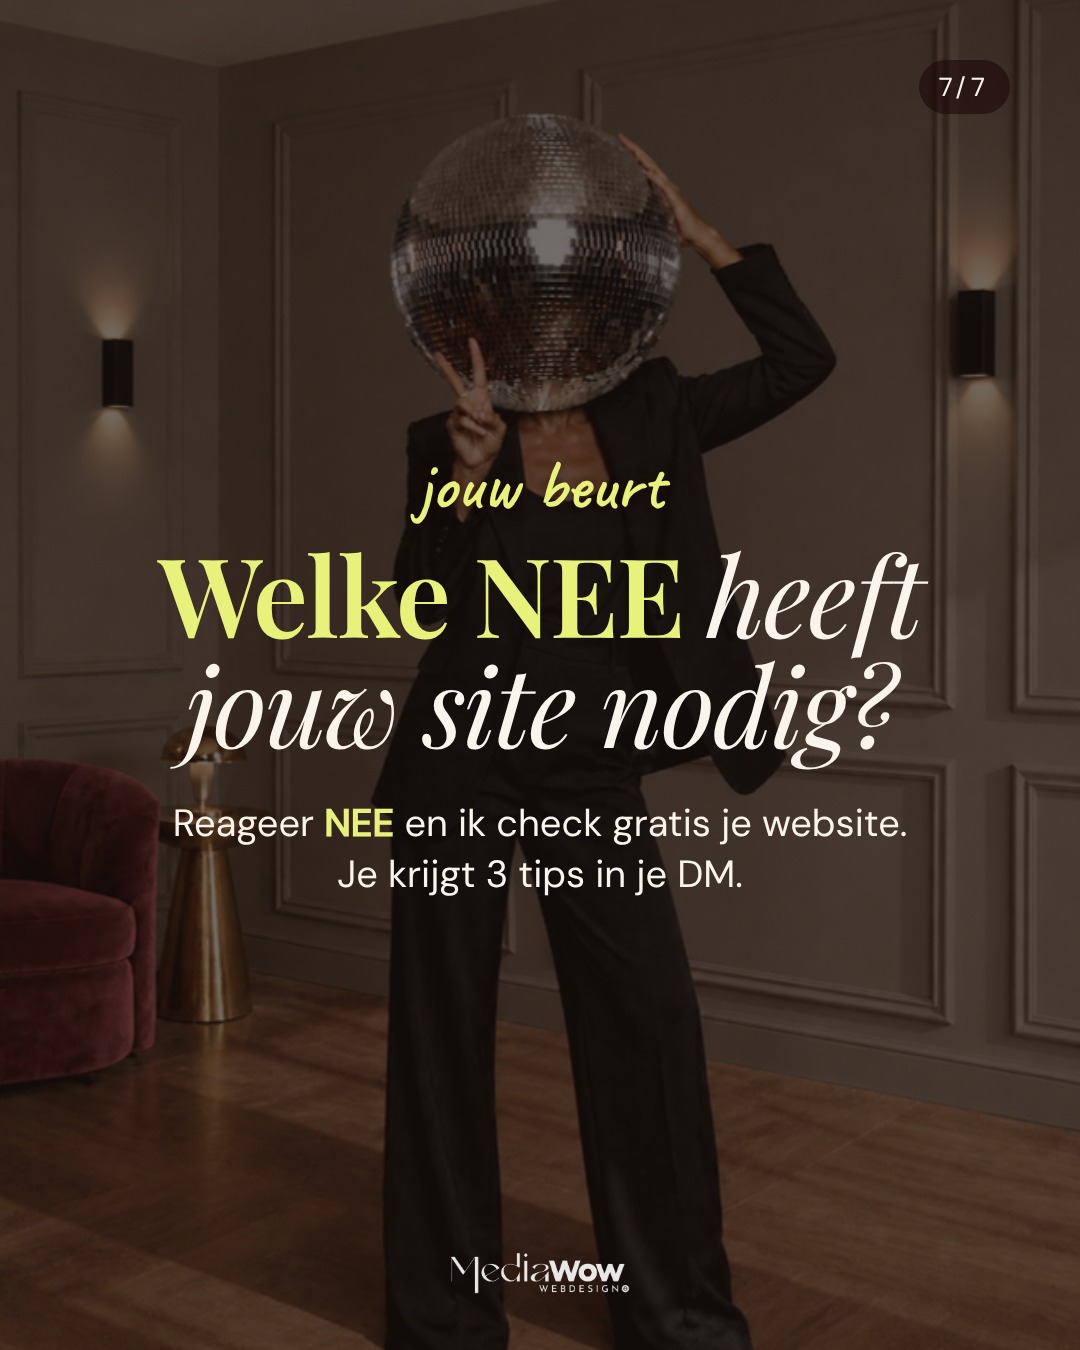 7/7
jouw beurt
Welke NEE heeft
jouw site nodig?
Reageer NEE en ik check gratis je website.
Je krijgt 3 tips in je DM.
MediaWow
WEBDESIGN